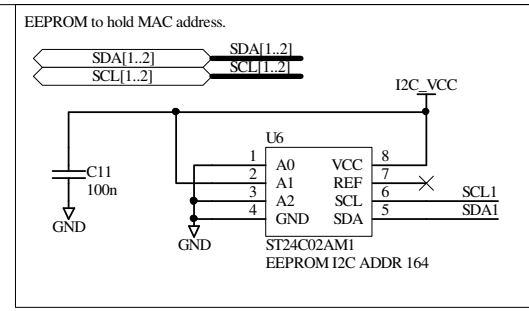 EEPROM to hold MAC address.
SDA[1..2] SDA[1..2]
SCL[1..2] SCL[1..2]
I2C_VCC
U6
1 A0 VCC 8
2 A1 REF 7
3 A2 SCL 6 SCL1
4 GND SDA 5 SDA1
C11
100n
GND
GND
ST24C02AM1
EEPROM I2C ADDR 164